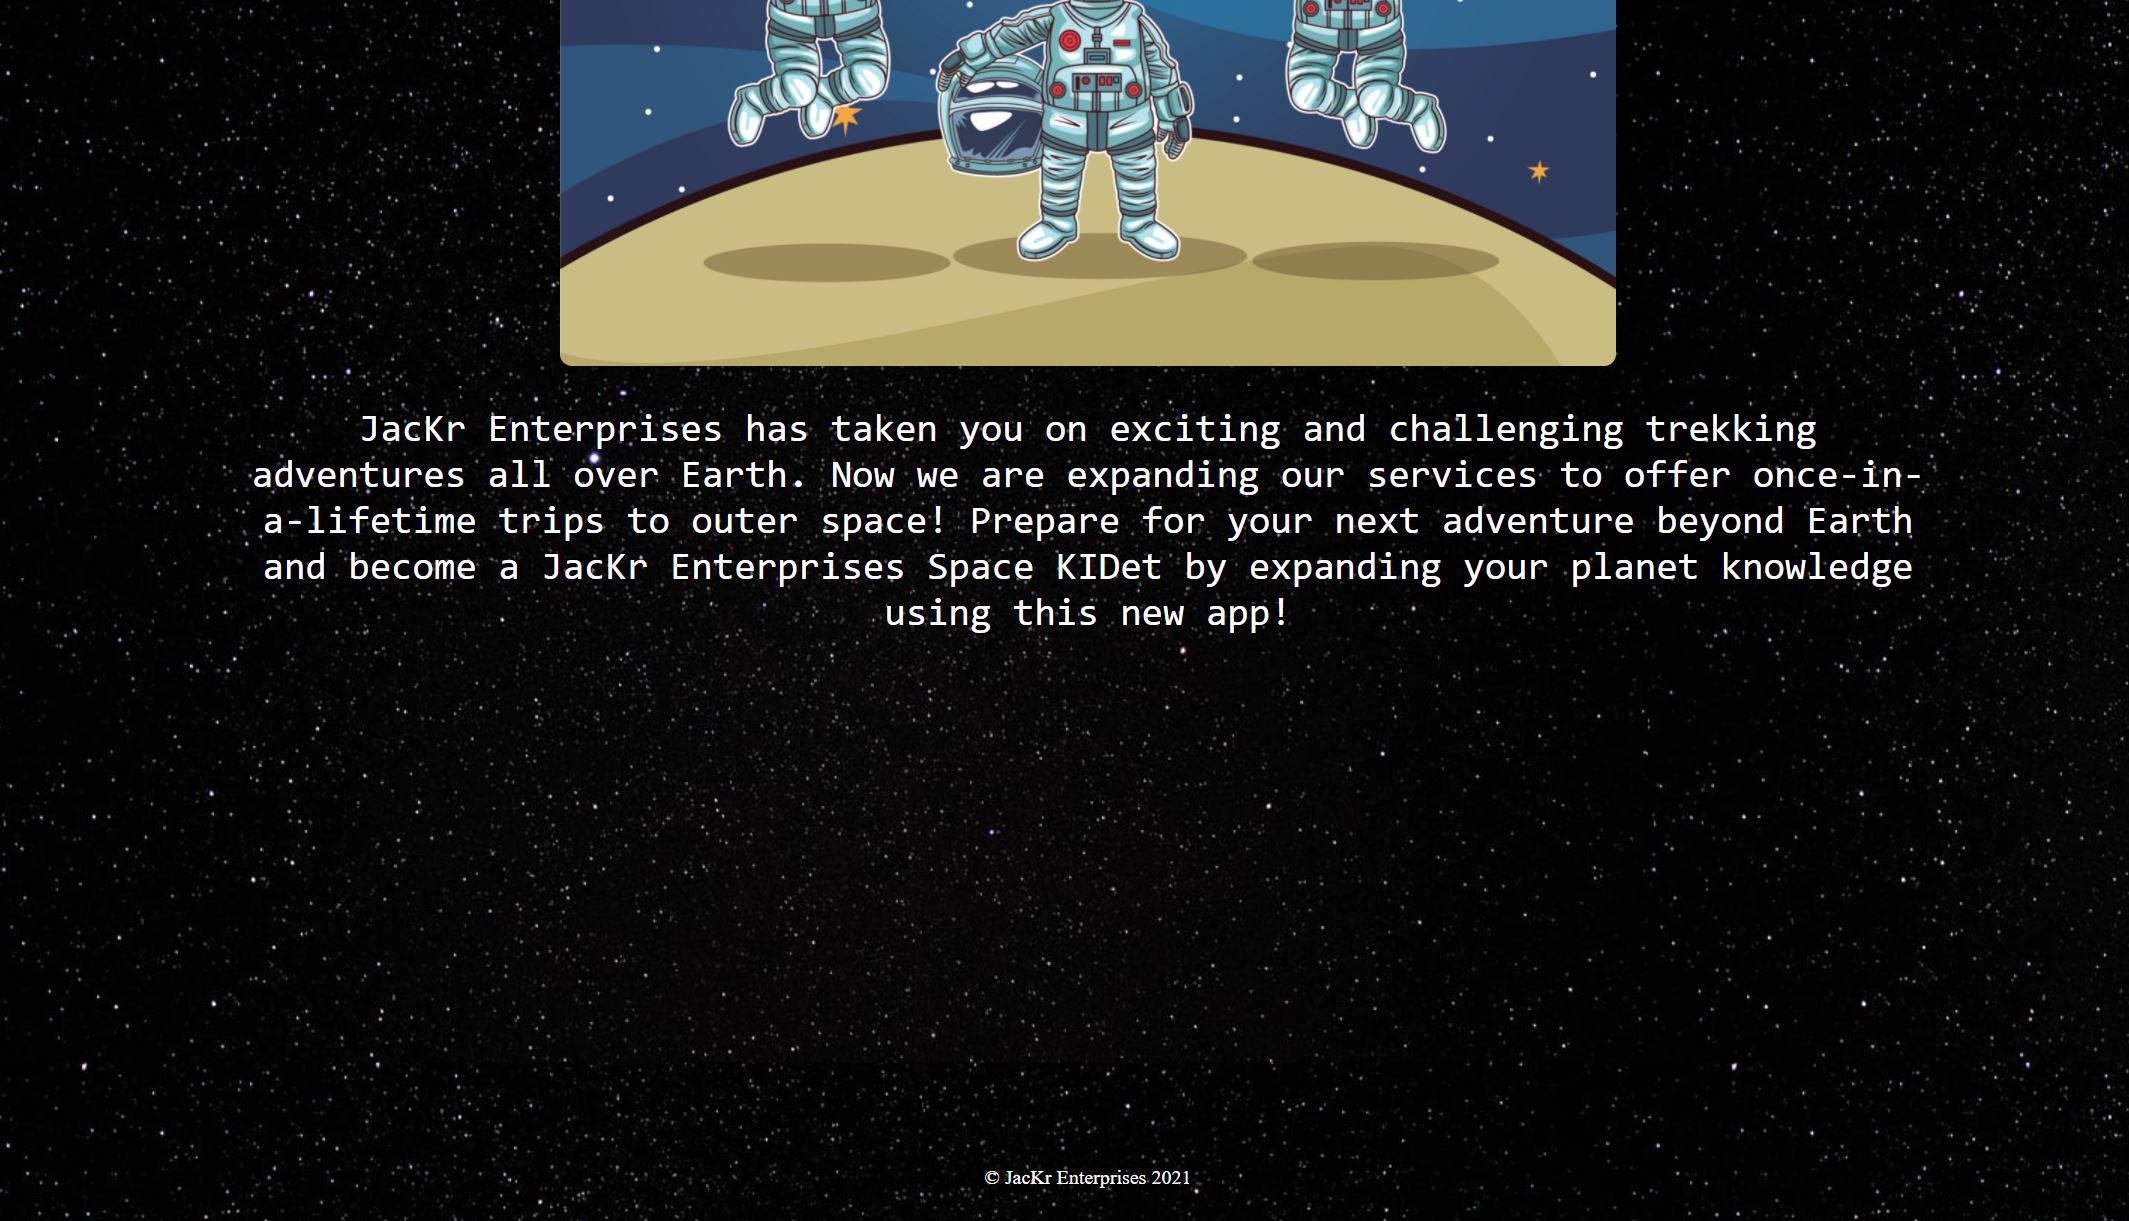 JacKr Enterprises has taken you on exciting and challenging trekking
adventures all over Earth. Now we are expanding our services to offer once-in-
a-lifetime trips to outer space! Prepare for your next adventure beyond Earth
and become a JacKr Enterprises Space KIDet by expanding your planet knowledge
using this new app!
© JacKr Enterprises 2021